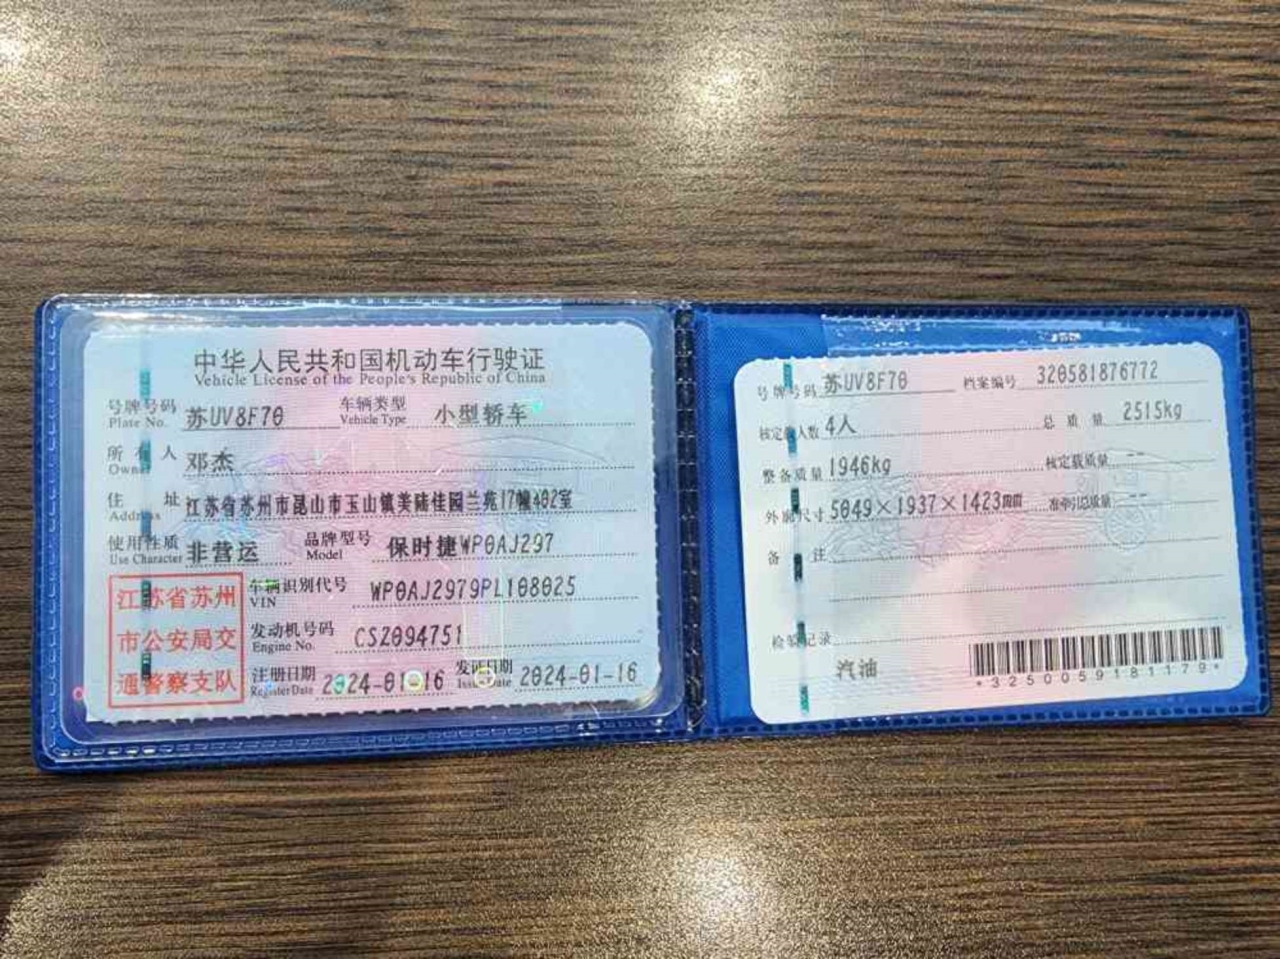 中华人民共和国机动车行驶证
Vehicle License of the People's Republic of China
号牌号码 苏UV8F70 车辆类型 小型轿车
Plate No. Vehicle Type
所有人 邓杰
Owner
住址 江苏省苏州市昆山市玉山镇美陆佳园兰苑17幢402室
Address
使用性质 非营运 品牌型号 保时捷WP0AJ297
Use Character Model
江苏省苏州
市公安局交
通警察支队
车辆识别代号 WP0AJ2979PL108025
VIN
发动机号码 CSZ094751
Engine No.
注册日期 2024-01-16 发证日期 2024-01-16
Register Date Issue Date
号牌号码 苏UV8F70 档案编号 320581876772
核定载人数 4人 总质量 2515kg
整备质量 1946kg 核定载质量 --
外廓尺寸 5049×1937×1423mm 准牵引总质量 --
备注
检验记录
汽油
*3250059181179*